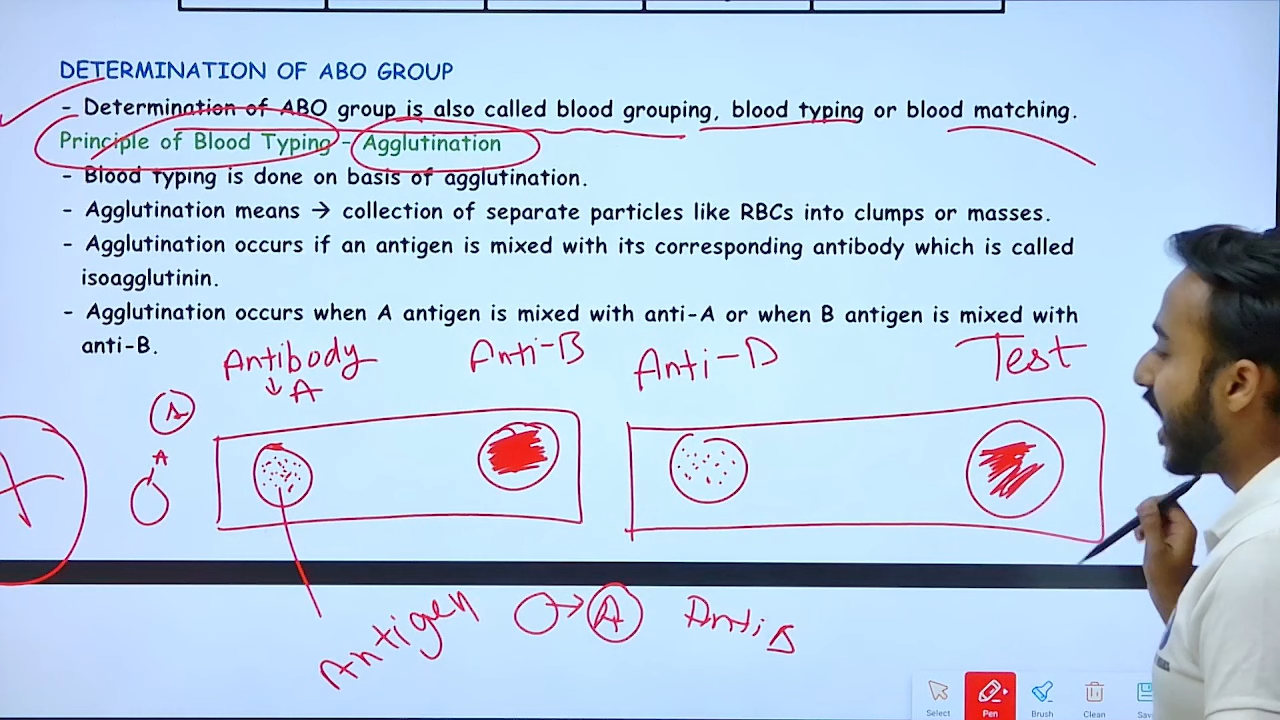 DETERMINATION OF ABO GROUP
- Determination of ABO group is also called blood grouping, blood typing or blood matching.
Principle of Blood Typing - Agglutination
- Blood typing is done on basis of agglutination.
- Agglutination means → collection of separate particles like RBCs into clumps or masses.
- Agglutination occurs if an antigen is mixed with its corresponding antibody which is called
isoagglutinin.
- Agglutination occurs when A antigen is mixed with anti-A or when B antigen is mixed with
anti-B.
Antibody Anti-B Anti-D Test
↓ A
A
Antigen → A Anti B
Select Pen Brush Clean